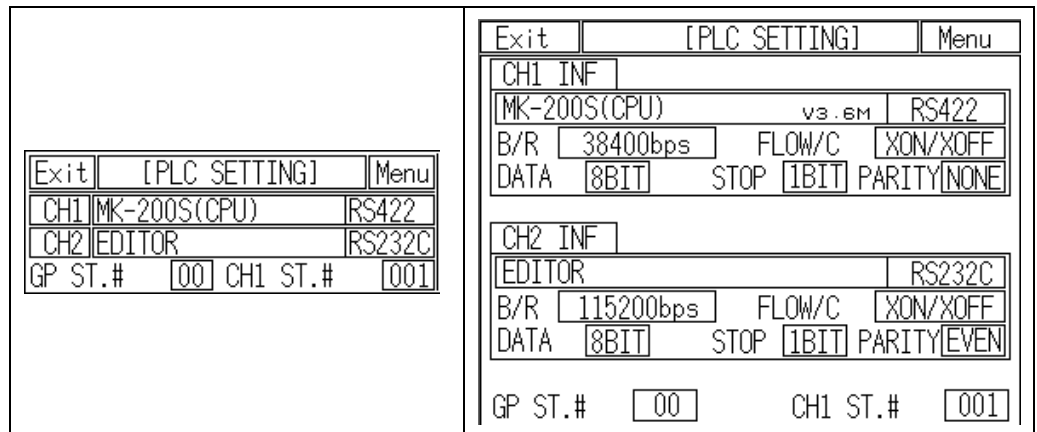 Exit [PLC SETTING] Menu
CH1 MK-200S(CPU) RS422
CH2 EDITOR RS232C
GP ST.# 00 CH1 ST.# 001
Exit [PLC SETTING] Menu
CH1 INF
MK-200S(CPU) V3.6M RS422
B/R 38400bps FLOW/C XON/XOFF
DATA 8BIT STOP 1BIT PARITY NONE
CH2 INF
EDITOR RS232C
B/R 115200bps FLOW/C XON/XOFF
DATA 8BIT STOP 1BIT PARITY EVEN
GP ST.# 00 CH1 ST.# 001